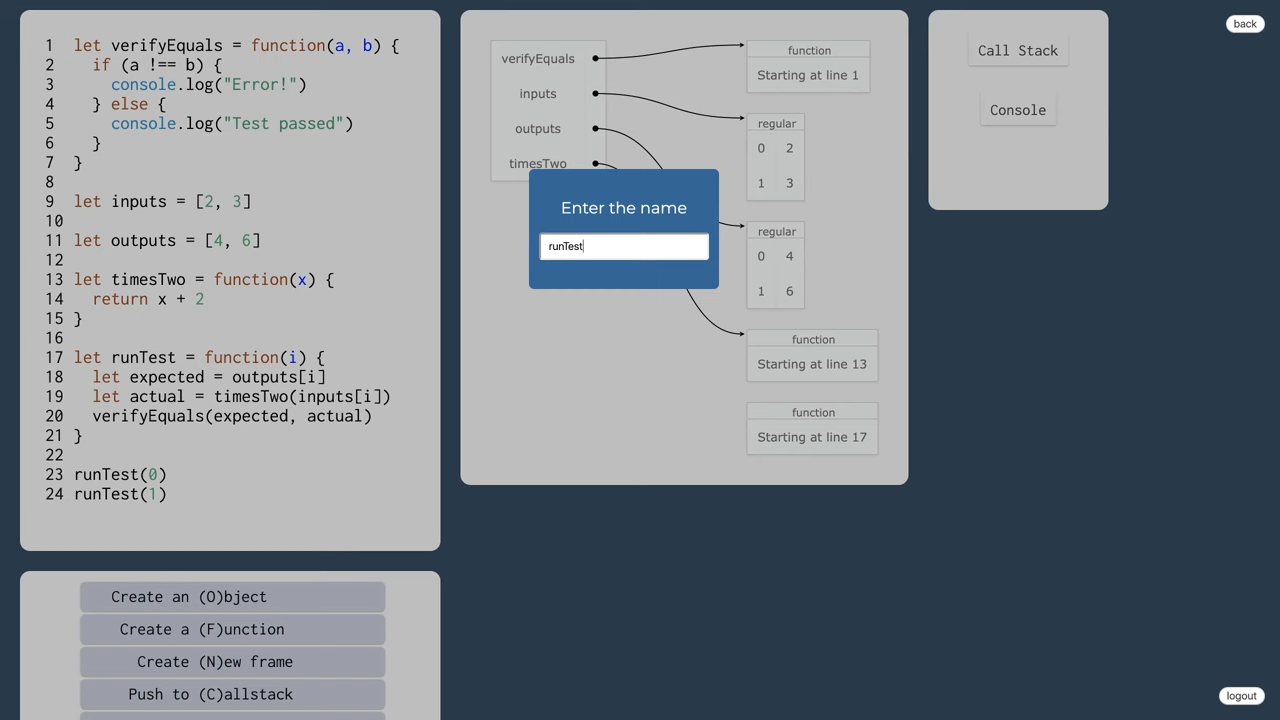 1 let verifyEquals = function(a, b) {
2 if (a !== b) {
3 console.log("Error!")
4 } else {
5 console.log("Test passed")
6 }
7 }
8
9 let inputs = [2, 3]
10
11 let outputs = [4, 6]
12
13 let timesTwo = function(x) {
14 return x + 2
15 }
16
17 let runTest = function(i) {
18 let expected = outputs[i]
19 let actual = timesTwo(inputs[i])
20 verifyEquals(expected, actual)
21 }
22
23 runTest(0)
24 runTest(1)
Create an (O)bject
Create a (F)unction
Create (N)ew frame
Push to (C)allstack
verifyEquals
inputs
outputs
timesTwo
function
Starting at line 1
regular
0 2
1 3
regular
0 4
1 6
function
Starting at line 13
function
Starting at line 17
Enter the name
runTest
Call Stack
Console
back
logout